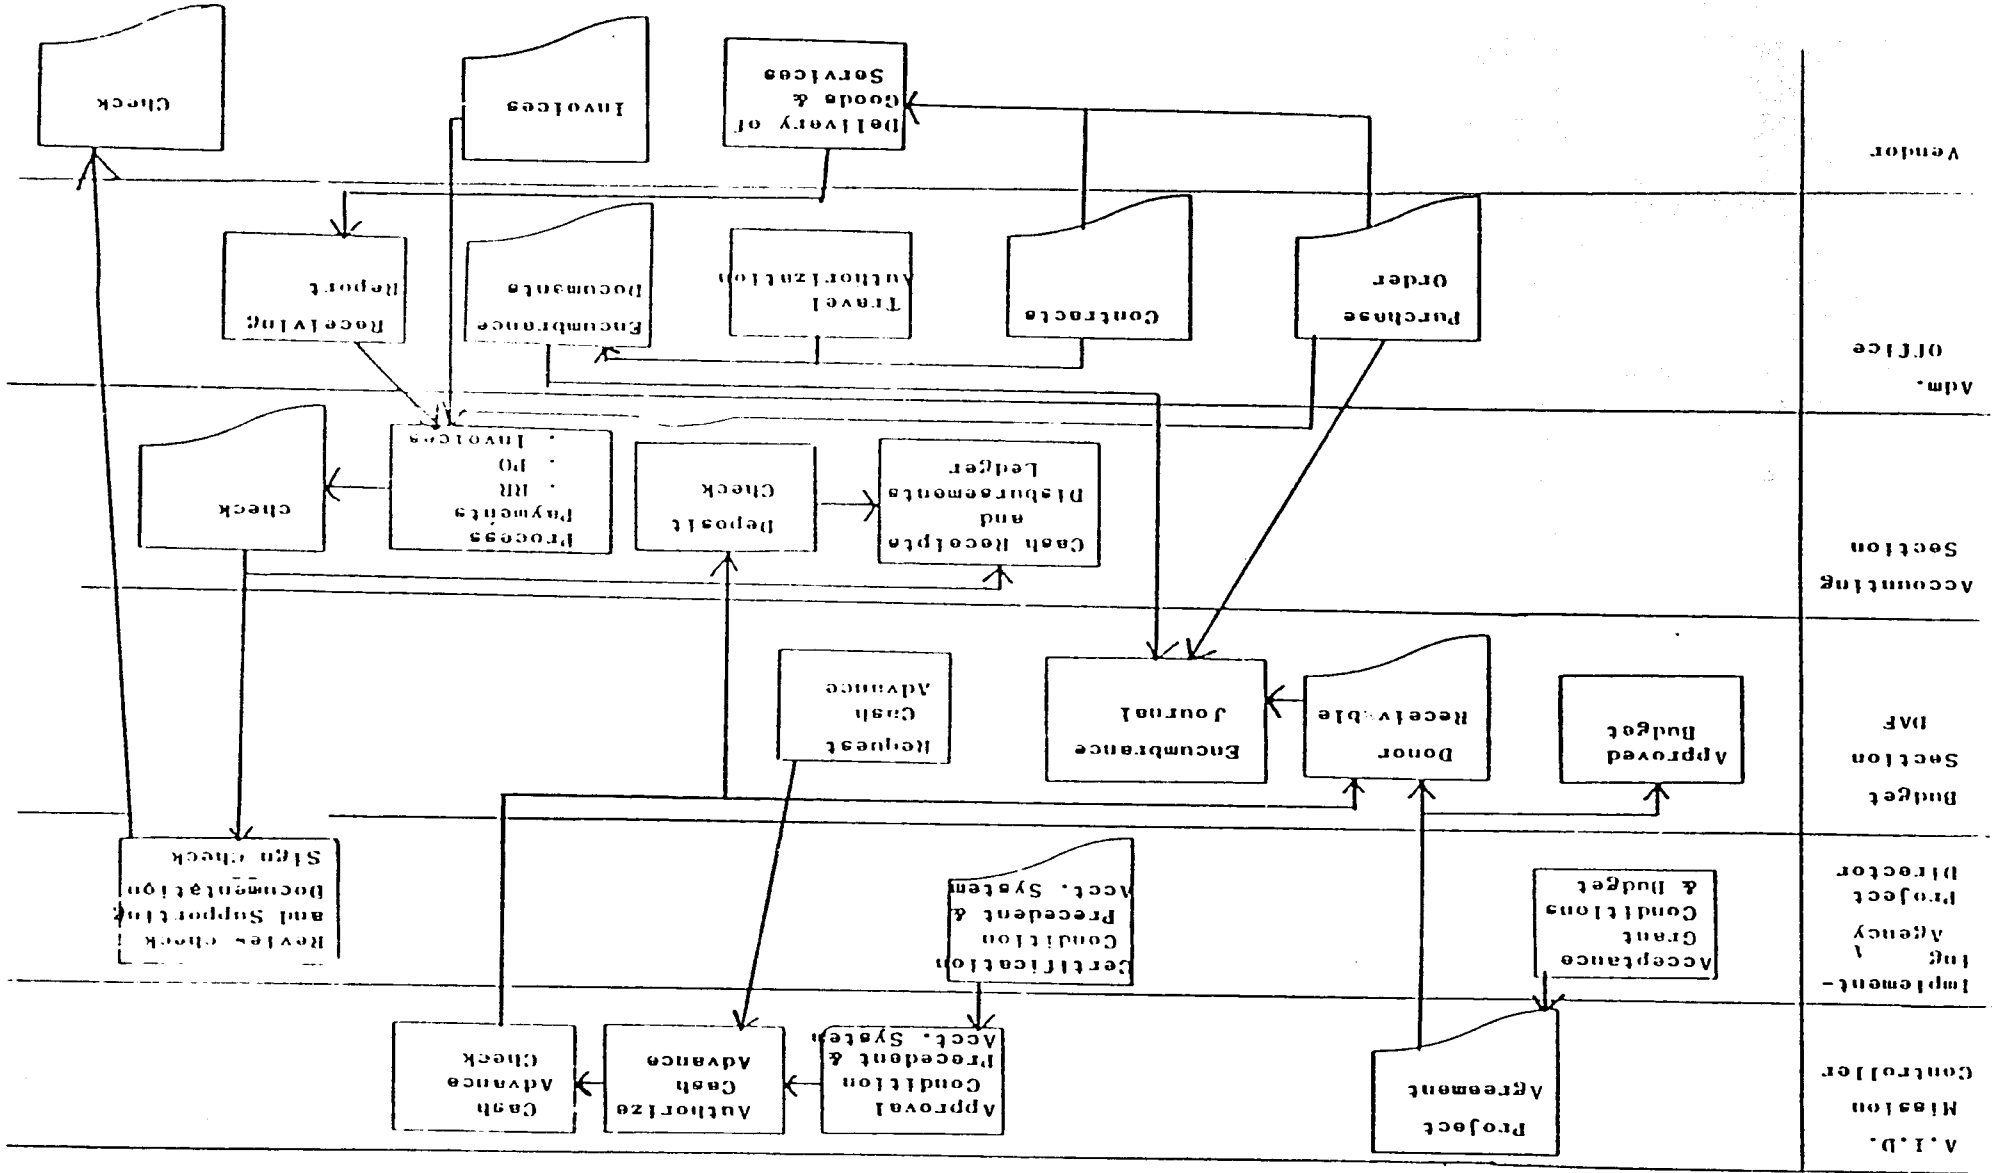 A.I.D.
Mission
Controller
Project
Agreement
Approval
Condition
Precedent &
Acct. System
Authorize
Cash
Advance
Cash
Advance
Check
Implement-
ing
Agency
Project
Director
Acceptance
Grant
Conditions
& Budget
Certification
Condition
Precedent &
Acct. System
Revies check
and Supporting
Documentation
Sign check
Budget
Section
DAF
Approved
Budget
Donor
Receivable
Encumbrance
Journal
Request
Cash
Advance
Accounting
Section
Cash Receipts
and
Disbursements
Ledger
Deposit
Check
Process
Payments
. RR
. PO
. Invoices
check
Adm.
Office
Purchase
Order
Contracts
Travel
Authorization
Encumbrance
Documents
Receiving
Report
Vendor
Delivery of
Goods &
Services
Invoices
Check